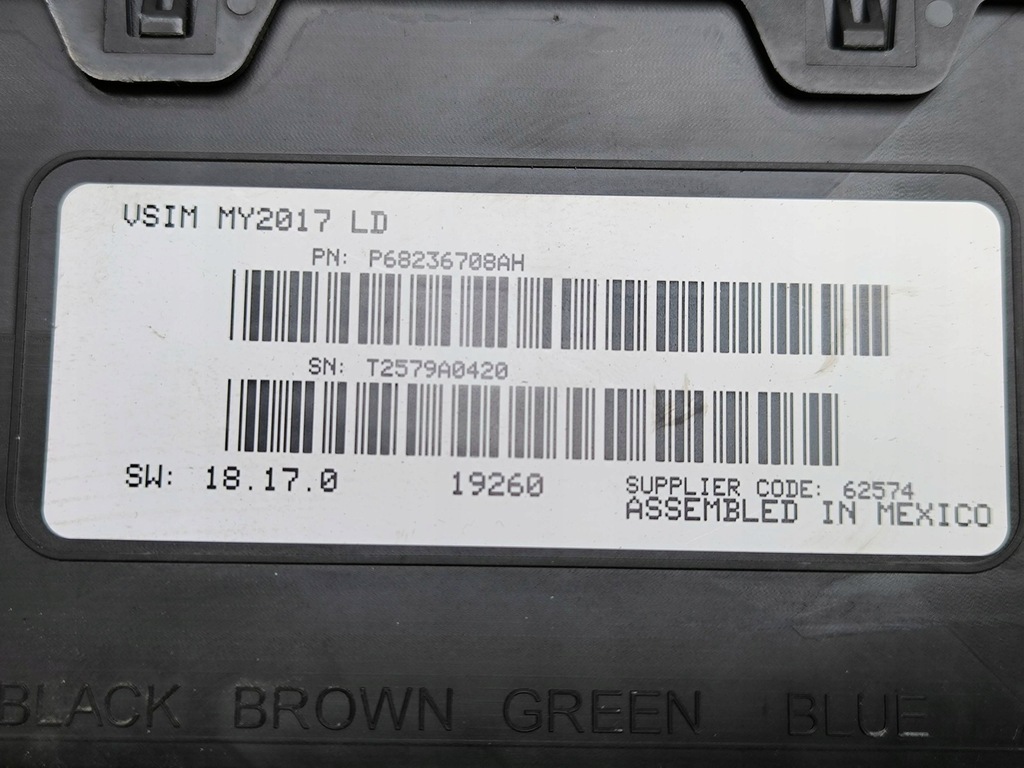 VSIM MY2017 LD
PN: P68236708AH
SN: T2579A0420
SW: 18.17.0 19260 SUPPLIER CODE: 62574
ASSEMBLED IN MEXICO
BLACK BROWN GREEN BLUE